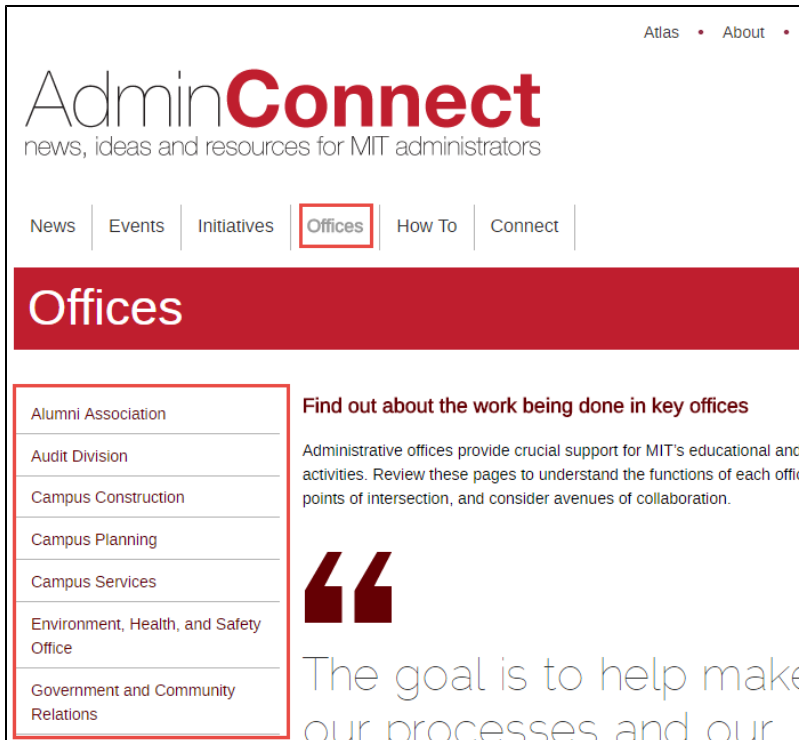 Atlas • About •
AdminConnect
news, ideas and resources for MIT administrators
News Events Initiatives Offices How To Connect
Offices
Alumni Association
Audit Division
Campus Construction
Campus Planning
Campus Services
Environment, Health, and Safety
Office
Government and Community
Relations
Find out about the work being done in key offices
Administrative offices provide crucial support for MIT's educational and
activities. Review these pages to understand the functions of each
points of intersection, and consider avenues of collaboration.
“
The goal is to help make
our processes and our